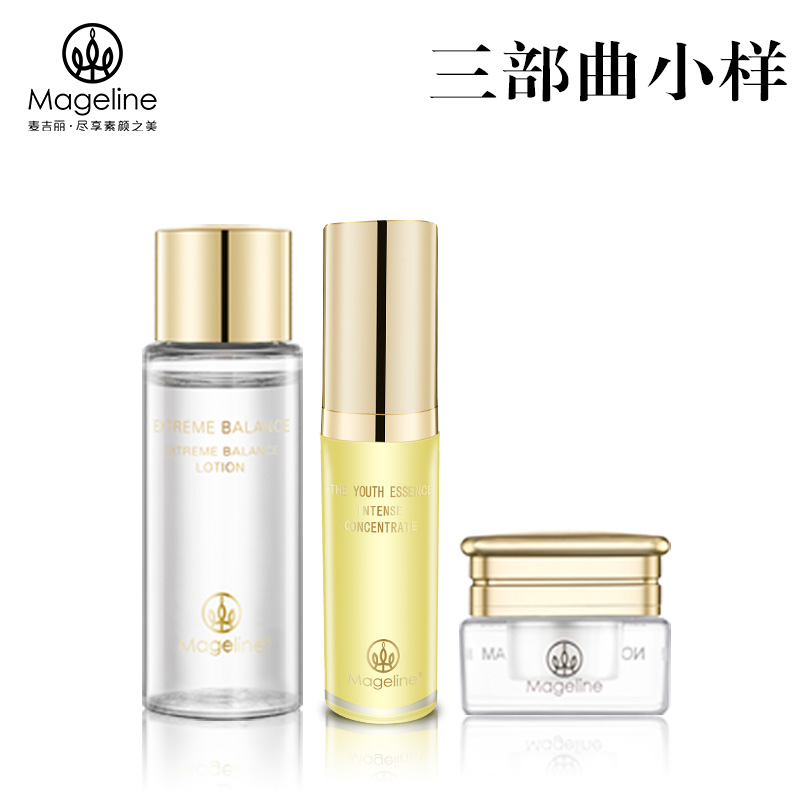 Mageline
麦吉丽·尽享素颜之美
三部曲小样
EXTREME BALANCE
EXTREME BALANCE
LOTION
Mageline
THE YOUTH ESSENCE
INTENSE
CONCENTRATE
Mageline
MA
Mageline